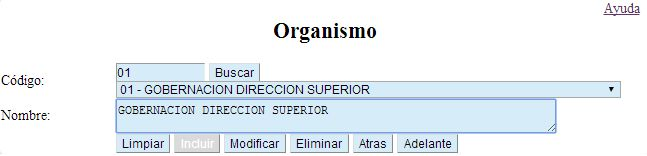 Ayuda
Organismo
Código:
01 Buscar
01 - GOBERNACION DIRECCION SUPERIOR
Nombre:
GOBERNACION DIRECCION SUPERIOR
Limpiar Incluir Modificar Eliminar Atras Adelante